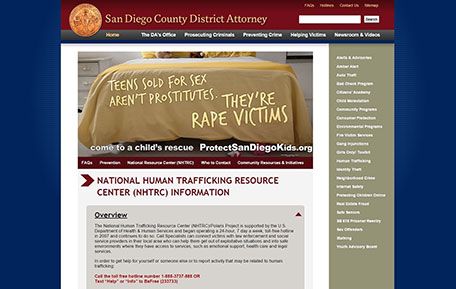 FAQs Hotlines Contact Us Sitemap
San Diego County District Attorney
Search
Home The DA's Office Prosecuting Criminals Preventing Crime Helping Victims Newsroom & Videos
TEENS SOLD FOR SEX
AREN'T PROSTITUTES.
THEY'RE
RAPE VICTIMS
come to a child's rescue ProtectSanDiegoKids.org
FAQs Prevention National Resource Center (NHTRC) Who to Contact Community Resources & Initiatives
NATIONAL HUMAN TRAFFICKING RESOURCE
CENTER (NHTRC) INFORMATION
Overview
The National Human Trafficking Resource Center (NHTRC)/Polaris Project is supported by the U.S.
Department of Health & Human Services and began operating a 24-hour, 7 day a week, toll-free hotline
in 2007 and continues to do so. Call Specialists can connect victims with law enforcement and social
service providers in their local area who can help them get out of exploitative situations and into safe
environments where they have access to services, such as emotional support, health care and legal
services.
In order to get help for yourself or someone else or to report activity that may be related to human
trafficking:
Call the toll free hotline number 1-888-3737-888 OR
Text "Help" or "Info" to BeFree (233733)
Alerts & Advisories
Amber Alert
Auto Theft
Bad Check Program
Citizens' Academy
Child Molestation
Community Programs
Consumer Protection
Environmental Programs
Fire Victim Services
Gang Injunctions
Girls Only! Toolkit
Human Trafficking
Identity Theft
Neighborhood Crime
Internet Safety
Protecting Children Online
Real Estate Fraud
Safe Seniors
SB 618 Prisoner Reentry
Sex Offenders
Stalking
Youth Advisory Board